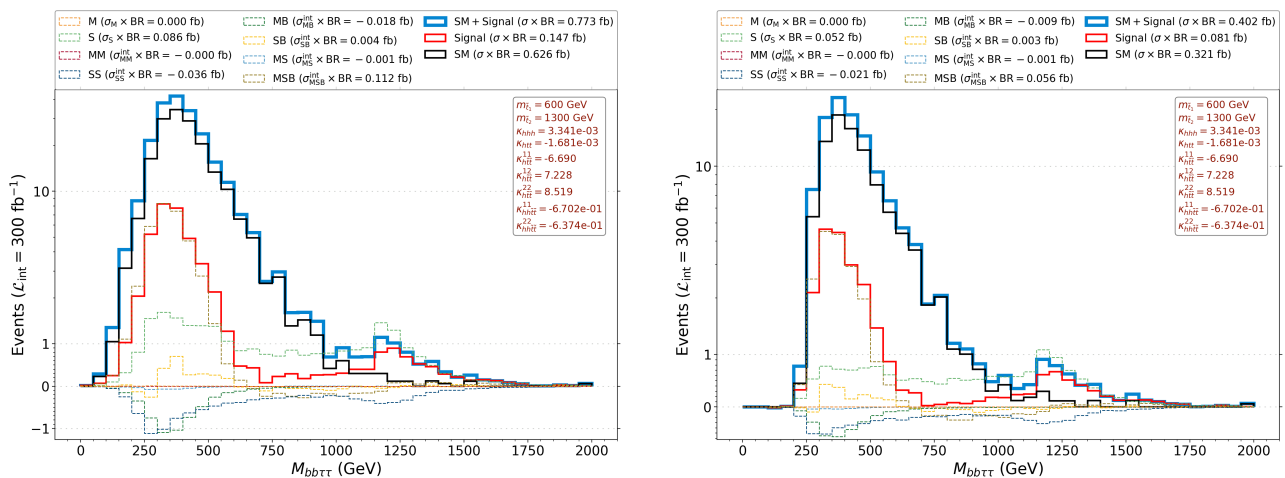 M (σ_M × BR = 0.000 fb)
S (σ_S × BR = 0.086 fb)
MM (σ^int_MM × BR = −0.000 fb)
SS (σ^int_SS × BR = −0.036 fb)
MB (σ^int_MB × BR = −0.018 fb)
SB (σ^int_SB × BR = 0.004 fb)
MS (σ^int_MS × BR = −0.001 fb)
MSB (σ^int_MSB × BR = 0.112 fb)
SM + Signal (σ × BR = 0.773 fb)
Signal (σ × BR = 0.147 fb)
SM (σ × BR = 0.626 fb)
m_t̃₁ = 600 GeV
m_t̃₂ = 1300 GeV
κ_hhh = 3.341e-03
κ_htt = -1.681e-03
κ^11_ht̃t̃ = -6.690
κ^12_ht̃t̃ = 7.228
κ^22_ht̃t̃ = 8.519
κ^11_hht̃t̃ = -6.702e-01
κ^22_hht̃t̃ = -6.374e-01
Events (ℒ_int = 300 fb⁻¹)
10
1
0
−1
0 250 500 750 1000 1250 1500 1750 2000
M_bbττ (GeV)
M (σ_M × BR = 0.000 fb)
S (σ_S × BR = 0.052 fb)
MM (σ^int_MM × BR = −0.000 fb)
SS (σ^int_SS × BR = −0.021 fb)
MB (σ^int_MB × BR = −0.009 fb)
SB (σ^int_SB × BR = 0.003 fb)
MS (σ^int_MS × BR = −0.001 fb)
MSB (σ^int_MSB × BR = 0.056 fb)
SM + Signal (σ × BR = 0.402 fb)
Signal (σ × BR = 0.081 fb)
SM (σ × BR = 0.321 fb)
m_t̃₁ = 600 GeV
m_t̃₂ = 1300 GeV
κ_hhh = 3.341e-03
κ_htt = -1.681e-03
κ^11_ht̃t̃ = -6.690
κ^12_ht̃t̃ = 7.228
κ^22_ht̃t̃ = 8.519
κ^11_hht̃t̃ = -6.702e-01
κ^22_hht̃t̃ = -6.374e-01
Events (ℒ_int = 300 fb⁻¹)
10
1
0
0 250 500 750 1000 1250 1500 1750 2000
M_bbττ (GeV)